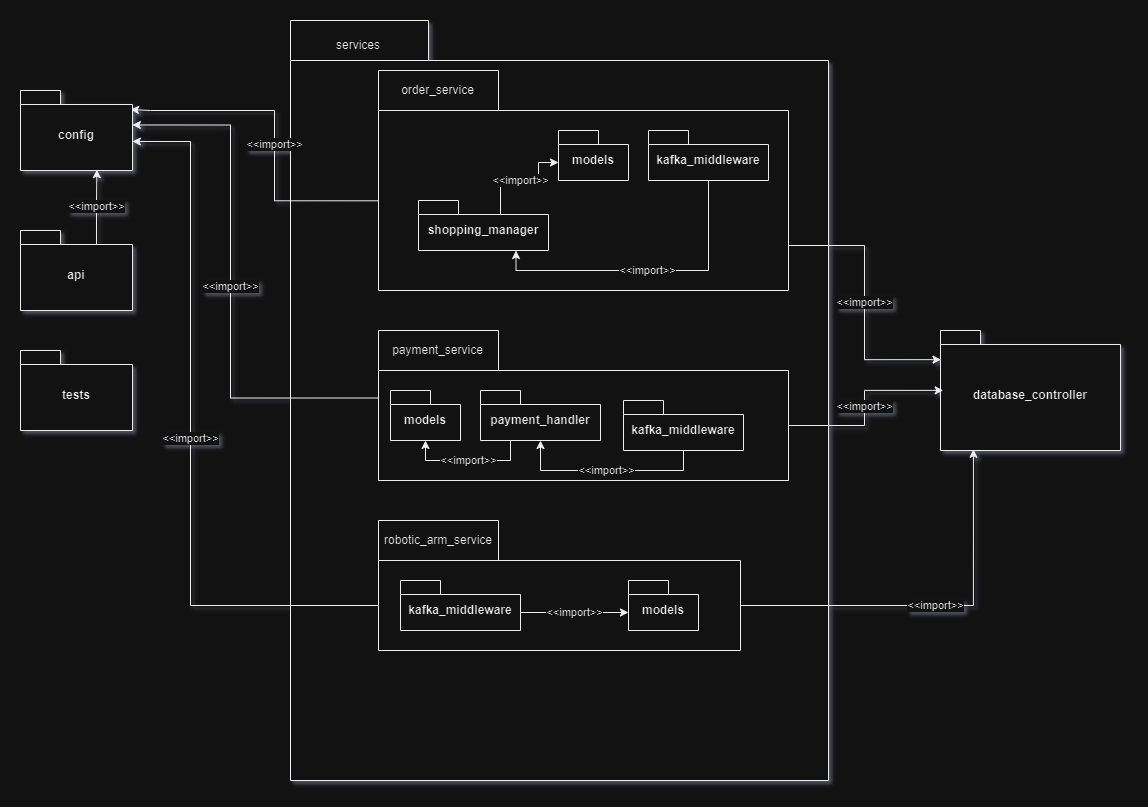 services
order_service
config
<<import>>
models
kafka_middleware
<<import>>
<<import>>
shopping_manager
<<import>>
api
<<import>>
<<import>>
payment_service
tests
models
payment_handler
kafka_middleware
<<import>>
<<import>>
<<import>>
database_controller
<<import>>
robotic_arm_service
kafka_middleware
<<import>>
models
<<import>>